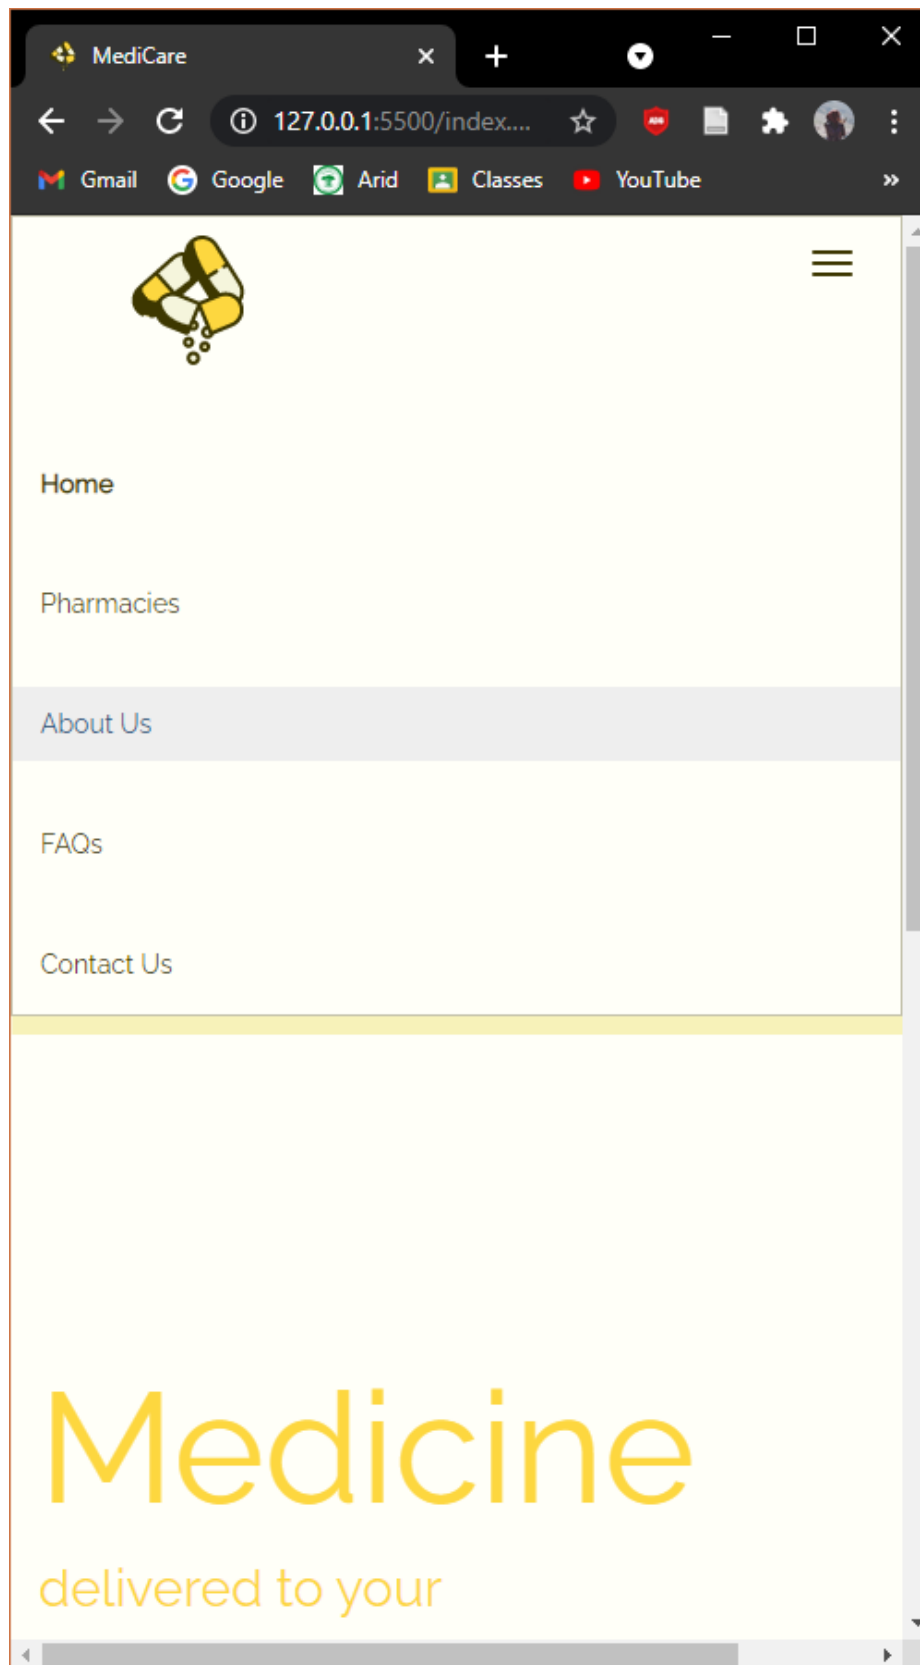 MediCare
127.0.0.1:5500/index....
Gmail Google Arid Classes YouTube »
Home
Pharmacies
About Us
FAQs
Contact Us
Medicine
delivered to your